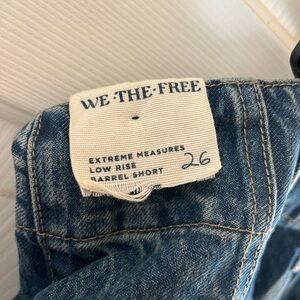 WE·THE·FREE
-
EXTREME MEASURES
LOW RISE
BARREL SHORT 26